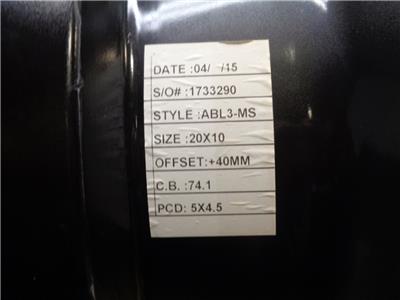 DATE :04/ /15
S/O# :1733290
STYLE :ABL3-MS
SIZE :20X10
OFFSET:+40MM
C.B. :74.1
PCD: 5X4.5